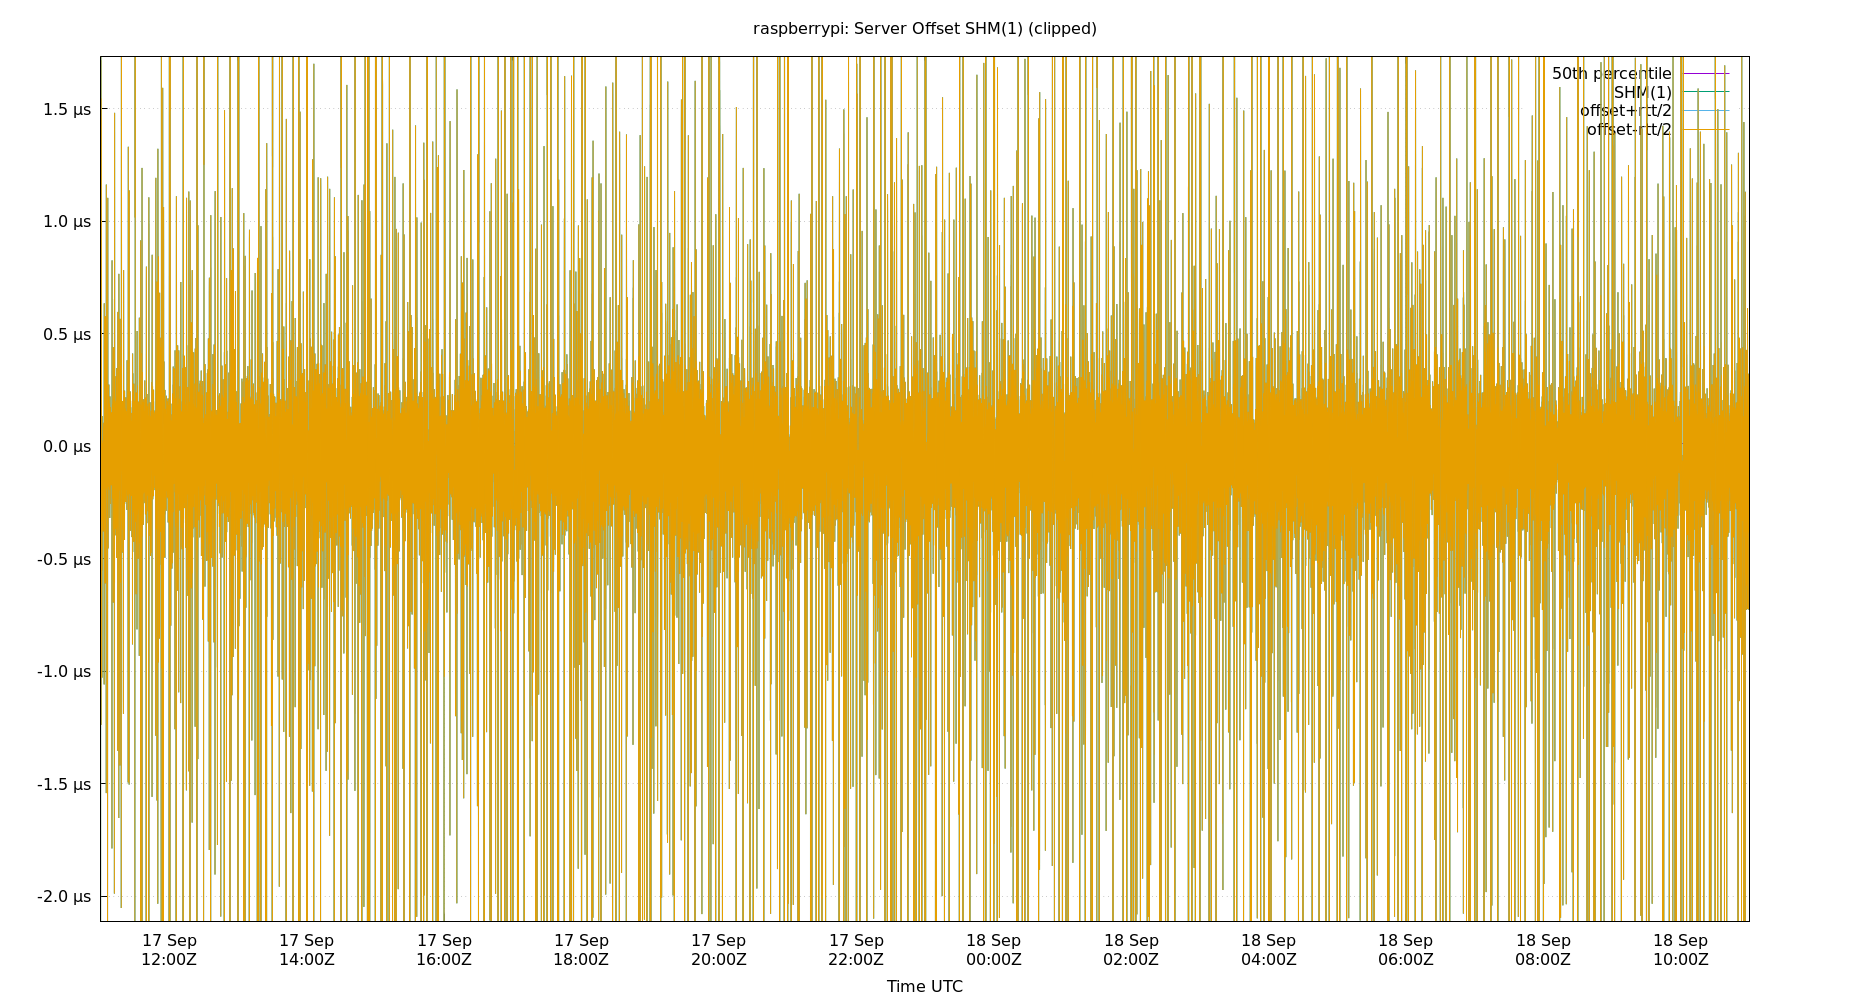 raspberrypi: Server Offset SHM(1) (clipped)
50th percentile
SHM(1)
offset+rtt/2
offset-rtt/2
1.5 µs
1.0 µs
0.5 µs
0.0 µs
-0.5 µs
-1.0 µs
-1.5 µs
-2.0 µs
17 Sep 17 Sep 17 Sep 17 Sep 17 Sep 17 Sep 18 Sep 18 Sep 18 Sep 18 Sep 18 Sep 18 Sep
12:00Z 14:00Z 16:00Z 18:00Z 20:00Z 22:00Z 00:00Z 02:00Z 04:00Z 06:00Z 08:00Z 10:00Z
Time UTC